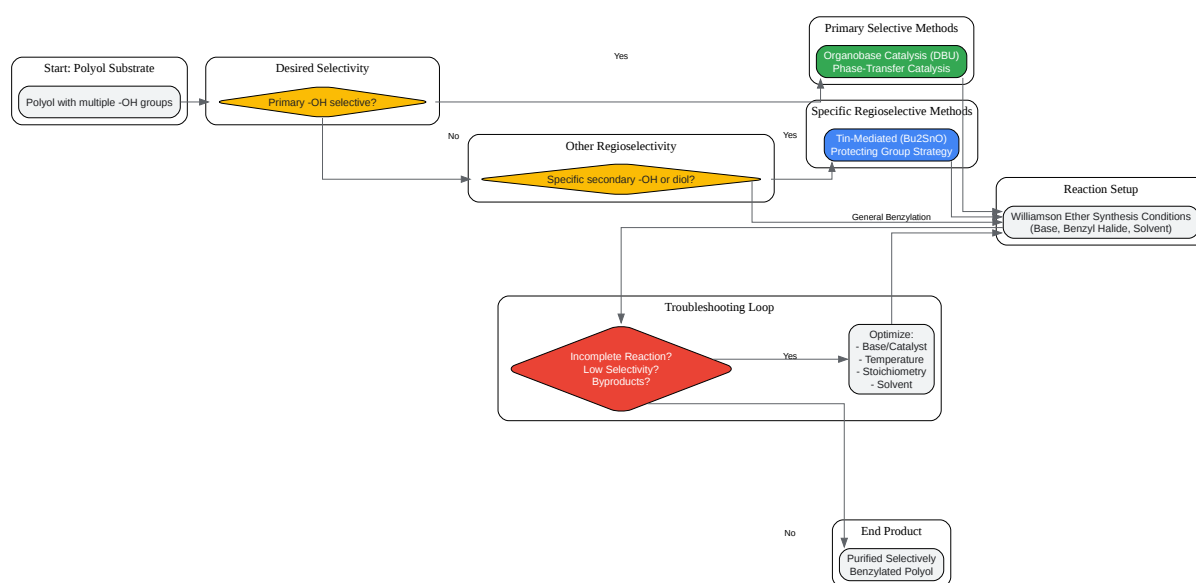 Start: Polyol Substrate
Polyol with multiple -OH groups
Desired Selectivity
Primary -OH selective?
Yes
Primary Selective Methods
Organobase Catalysis (DBU)
Phase-Transfer Catalysis
No
Other Regioselectivity
Specific secondary -OH or diol?
Yes
Specific Regioselective Methods
Tin-Mediated (Bu2SnO)
Protecting Group Strategy
General Benzylation
Reaction Setup
Williamson Ether Synthesis Conditions
(Base, Benzyl Halide, Solvent)
Troubleshooting Loop
Incomplete Reaction?
Low Selectivity?
Byproducts?
Yes
Optimize:
- Base/Catalyst
- Temperature
- Stoichiometry
- Solvent
No
End Product
Purified Selectively
Benzylated Polyol